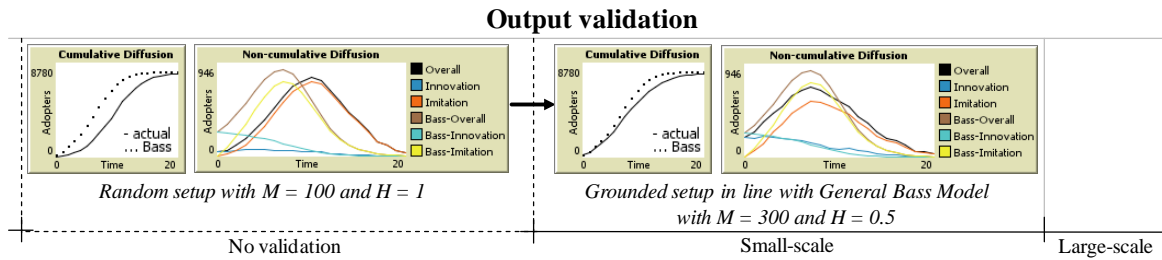 Output validation
Cumulative Diffusion
8780
Adopters
0
- actual
... Bass
0 Time 20
Non-cumulative Diffusion
946
Adopters
0
0 Time 20
Overall
Innovation
Imitation
Bass-Overall
Bass-Innovation
Bass-Imitation
Random setup with M = 100 and H = 1
Cumulative Diffusion
8780
Adopters
0
- actual
... Bass
0 Time 20
Non-cumulative Diffusion
946
Adopters
0
0 Time 20
Overall
Innovation
Imitation
Bass-Overall
Bass-Innovation
Bass-Imitation
Grounded setup in line with General Bass Model
with M = 300 and H = 0.5
No validation
Small-scale
Large-scale